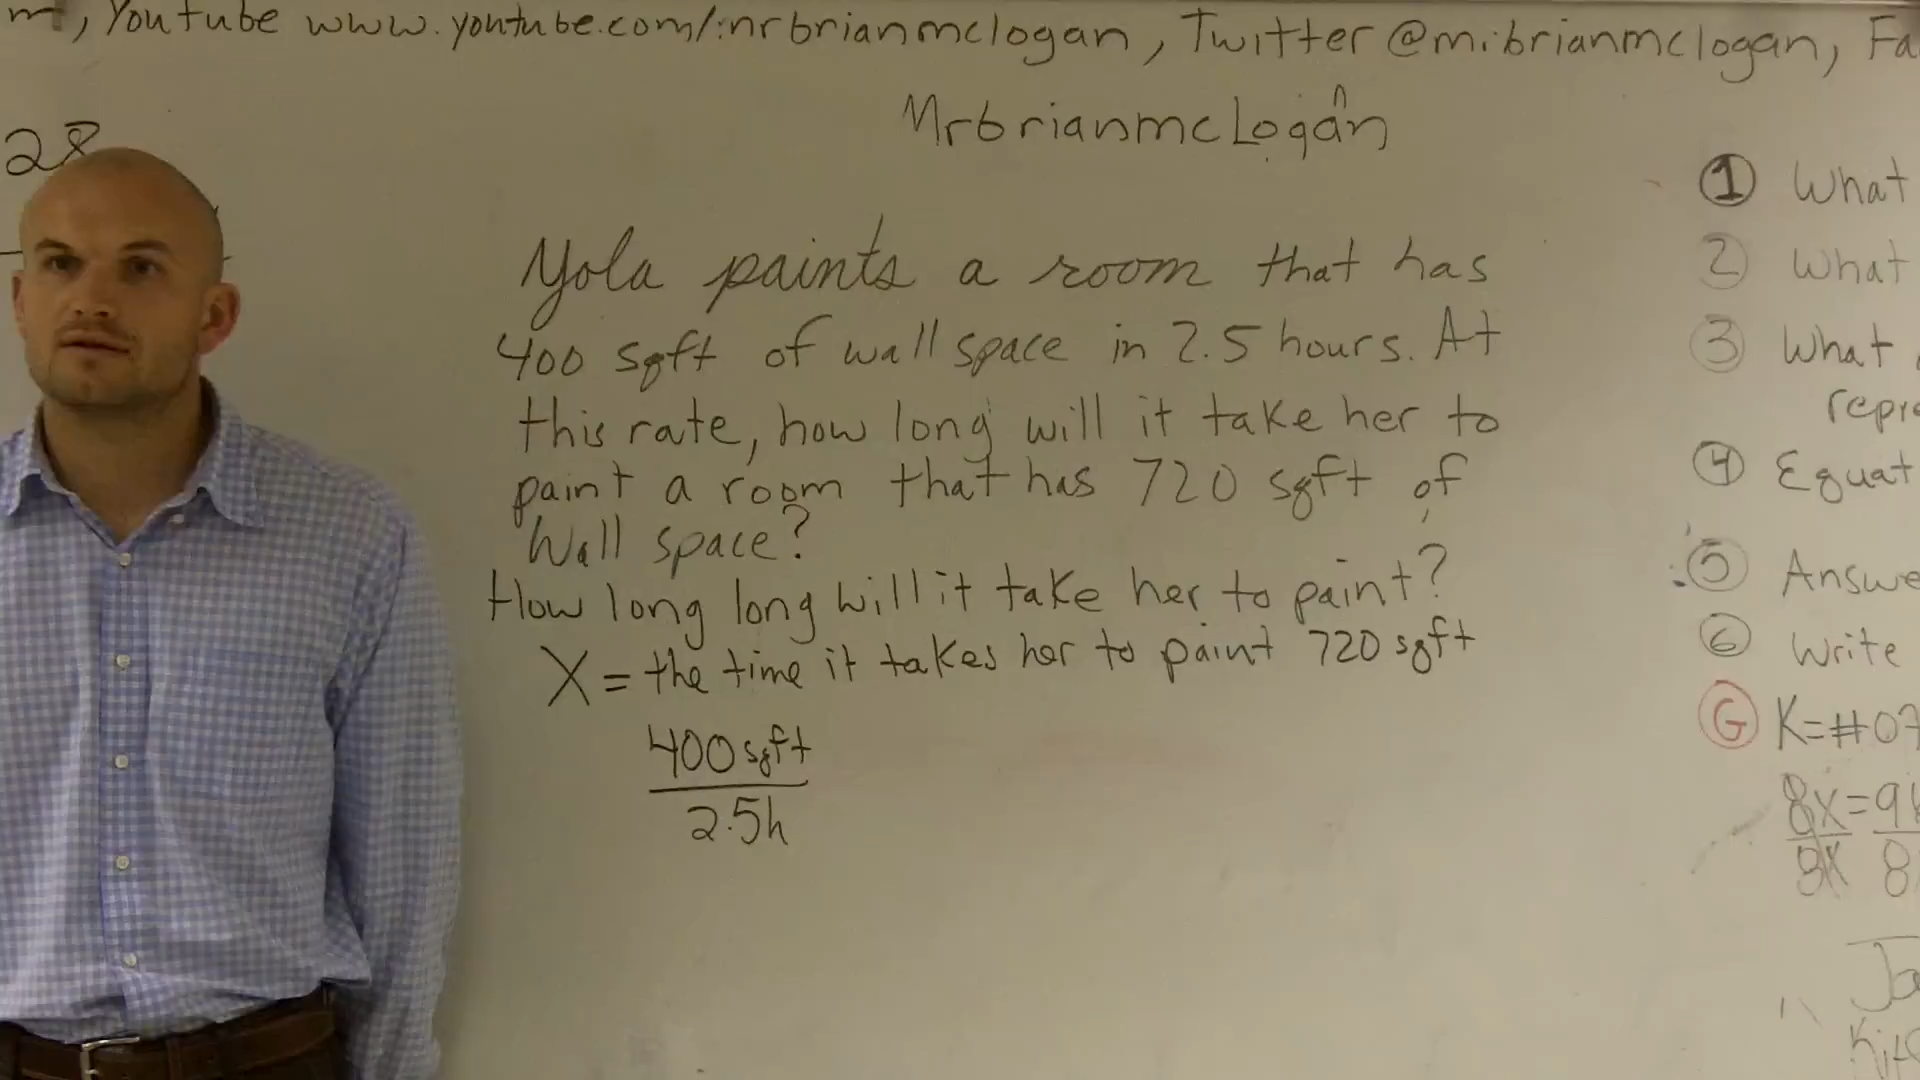 , Youtube www.youtube.com/mrbrianmclogan, Twitter @mrbrianmclogan, Fa
MrbrianmcLogan
28
Yola paints a room that has
400 sqft of wall space in 2.5 hours. At
this rate, how long will it take her to
paint a room that has 720 sqft of
Wall space?
How long long will it take her to paint?
X = the time it takes her to paint 720 sqft
400 sqft
2.5h
1 What
2 What
3 What
repre
4 Equat
5 Answe
6 Write
G K=#07
8x=9
8x 8
Jo
Kit